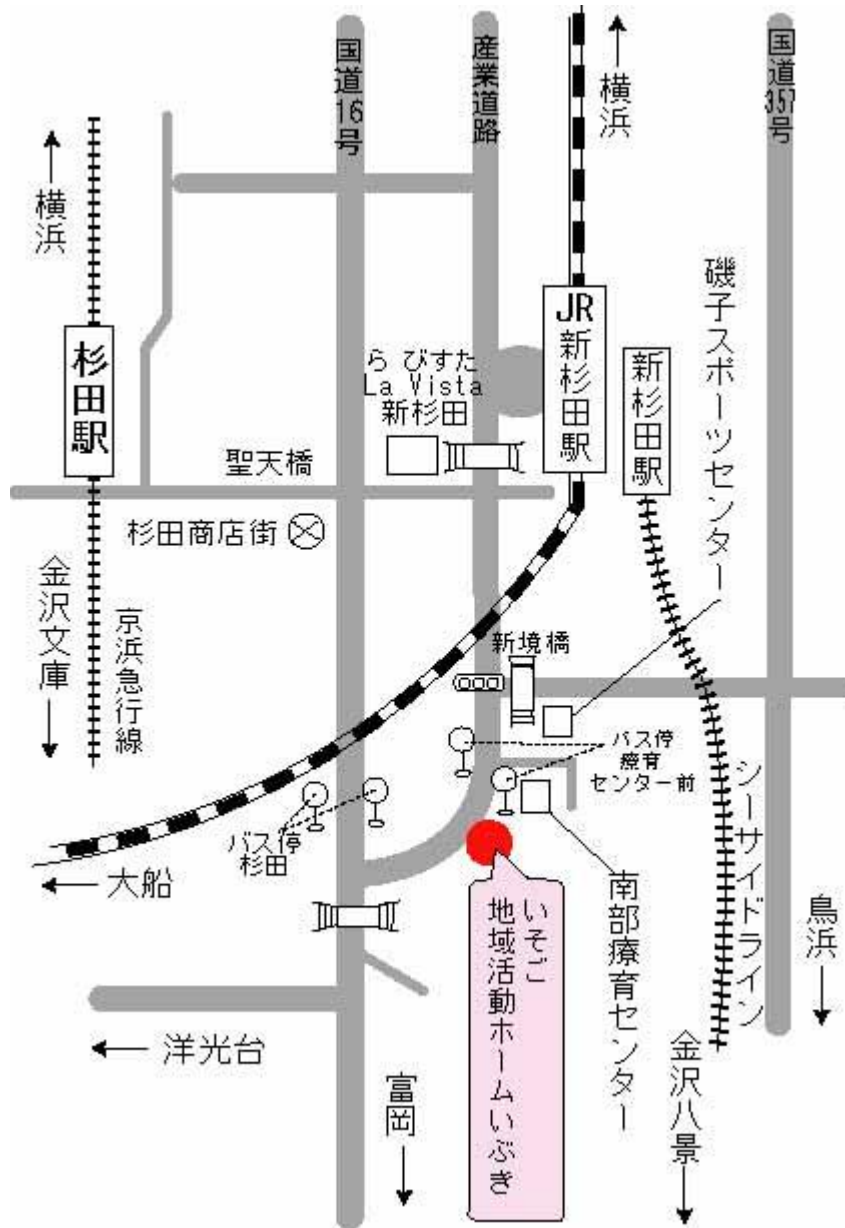 国道16号
産業道路
横浜
国道357号
横浜
杉田駅
JR新杉田駅
新杉田駅
磯子スポーツセンター
らびすた
La Vista
新杉田
聖天橋
杉田商店街
金沢文庫
京浜急行線
新境橋
バス停
療育
センター前
バス停
杉田
大船
シーサイドライン
鳥浜
南部療育センター
いそご
地域活動ホームいぶき
洋光台
富岡
金沢八景